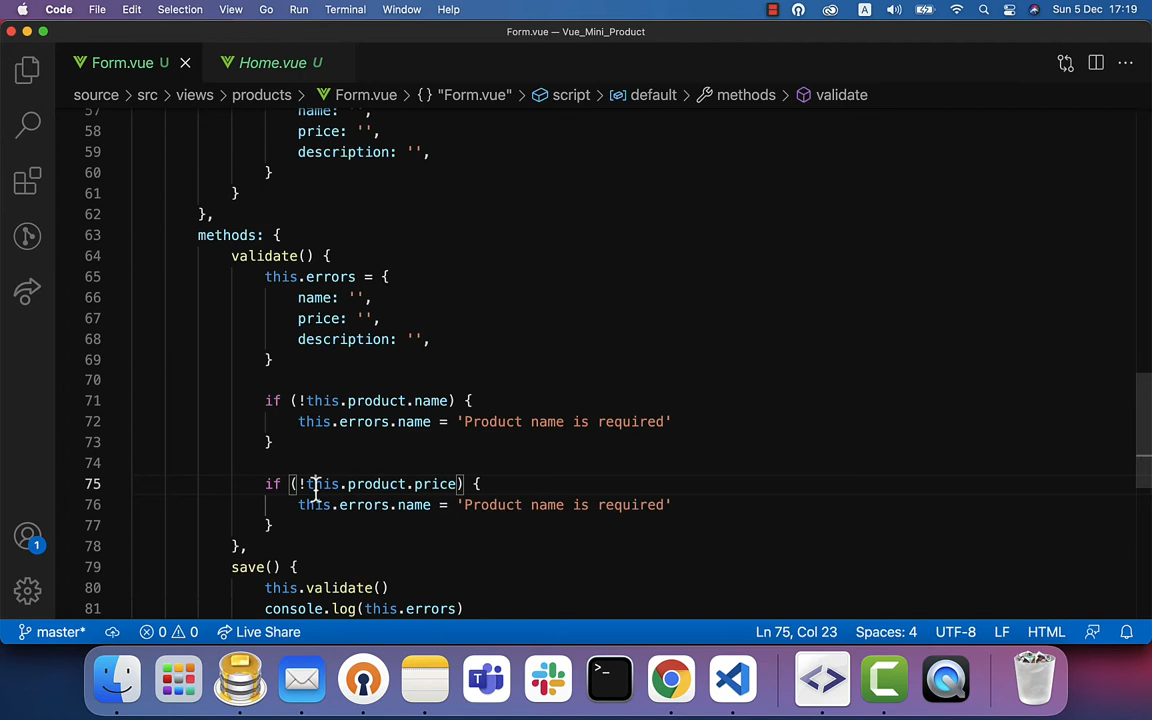 Code File Edit Selection View Go Run Terminal Window Help A Sun 5 Dec 17:19
Form.vue — Vue_Mini_Product
Form.vue U Home.vue U
source > src > views > products > Form.vue > {} "Form.vue" > script > default > methods > validate
57 name: '',
58 price: '',
59 description: '',
60 }
61 }
62 },
63 methods: {
64 validate() {
65 this.errors = {
66 name: '',
67 price: '',
68 description: '',
69 }
70
71 if (!this.product.name) {
72 this.errors.name = 'Product name is required'
73 }
74
75 if (!this.product.price) {
76 this.errors.name = 'Product name is required'
77 }
78 },
79 save() {
80 this.validate()
81 console.log(this.errors)
1
master* 0 0 Live Share Ln 75, Col 23 Spaces: 4 UTF-8 LF HTML